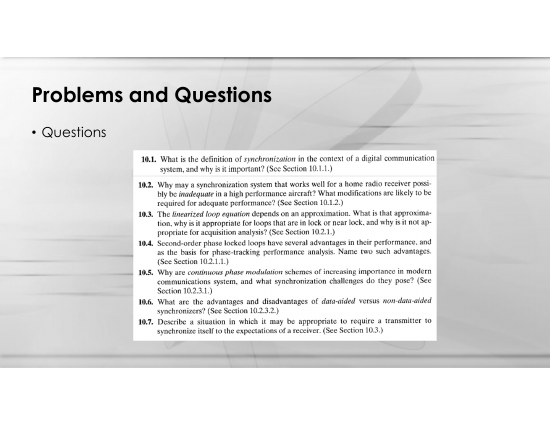 Problems and Questions
• Questions
10.1. What is the definition of synchronization in the context of a digital communication
system, and why is it important? (See Section 10.1.1.)
10.2. Why may a synchronization system that works well for a home radio receiver possi-
bly be inadequate in a high performance aircraft? What modifications are likely to be
required for adequate performance? (See Section 10.1.2.)
10.3. The linearized loop equation depends on an approximation. What is that approxima-
tion, why is it appropriate for loops that are in lock or near lock, and why is it not ap-
propriate for acquisition analysis? (See Section 10.2.1.)
10.4. Second-order phase locked loops have several advantages in their performance, and
as the basis for phase-tracking performance analysis. Name two such advantages.
(See Section 10.2.1.1.)
10.5. Why are continuous phase modulation schemes of increasing importance in modern
communications system, and what synchronization challenges do they pose? (See
Section 10.2.3.1.)
10.6. What are the advantages and disadvantages of data-aided versus non-data-aided
synchronizers? (See Section 10.2.3.2.)
10.7. Describe a situation in which it may be appropriate to require a transmitter to
synchronize itself to the expectations of a receiver. (See Section 10.3.)